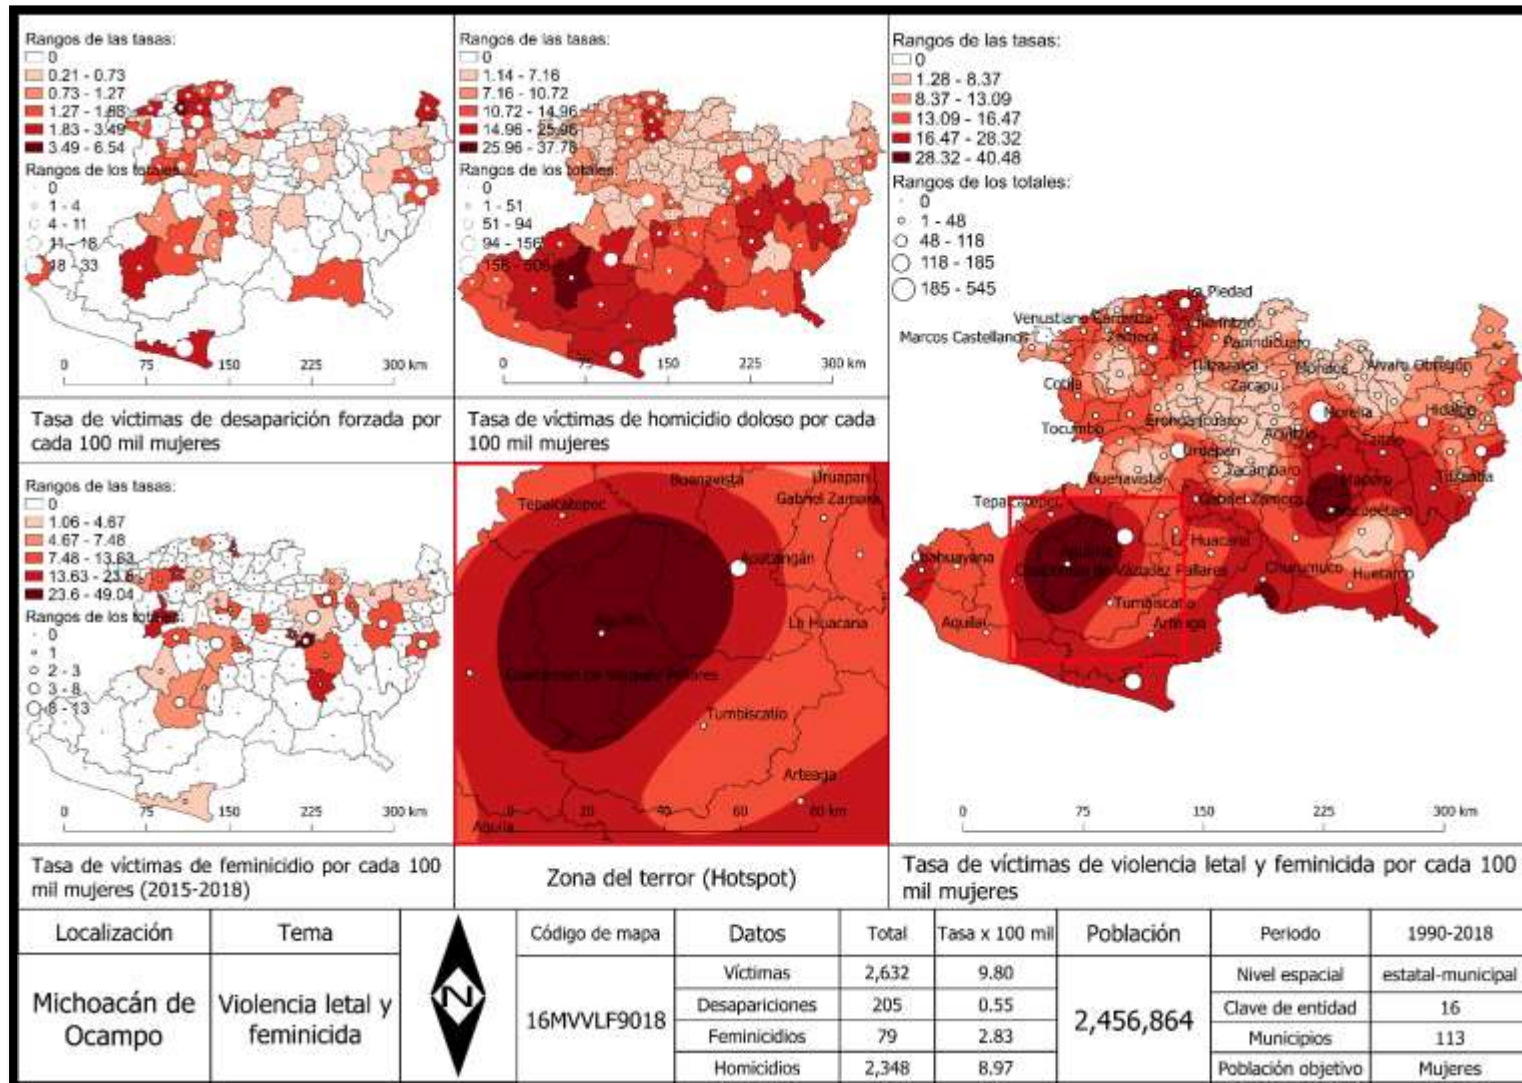 Rangos de las tasas:
0
0.21 - 0.73
0.73 - 1.27
1.27 - 1.83
1.83 - 3.49
3.49 - 6.54
Rangos de los totales:
0
1 - 4
4 - 11
11 - 18
18 - 33
0 75 150 225 300 km
Tasa de víctimas de desaparición forzada por
cada 100 mil mujeres
Rangos de las tasas:
0
1.14 - 7.16
7.16 - 10.72
10.72 - 14.96
14.96 - 25.96
25.96 - 37.78
Rangos de los totales:
0
1 - 51
51 - 94
94 - 156
0 75 150 225 300 km
Tasa de víctimas de homicidio doloso por cada
100 mil mujeres
Rangos de las tasas:
0
1.28 - 8.37
8.37 - 13.09
13.09 - 16.47
16.47 - 28.32
28.32 - 40.48
Rangos de los totales:
0
1 - 48
48 - 118
118 - 185
185 - 545
La Piedad
Venustiano Carranza
Marcos Castellanos
Zamora
Panindícuaro
Zacapu
Morelos
Álvaro Obregón
Cotija
Tocumbo
Morelia
Hidalgo
Acuitzio
Tzitzio
Uruapan
Tacámbaro
Buenavista
Tuzantla
Tepalcatepec
Gabriel Zamora
La Huacana
Coahuayana
Aguililla
Coalcomán de Vázquez Pallares
Churumuco
Huetamo
Tumbiscatío
Aquila
Arteaga
0 75 150 225 300 km
Tasa de víctimas de violencia letal y feminicida por cada 100
mil mujeres
Rangos de las tasas:
0
1.06 - 4.67
4.67 - 7.48
7.48 - 13.63
13.63 - 23.6
23.6 - 49.04
Rangos de los totales:
0
1
2 - 3
3 - 8
8 - 13
0 75 150 225 300 km
Tasa de víctimas de feminicidio por cada 100
mil mujeres (2015-2018)
Buenavista
Uruapan
Gabriel Zamora
Tepalcatepec
Apatzingán
Aguililla
La Huacana
Coalcomán de Vázquez Pallares
Tumbiscatío
Arteaga
Aquila
0 20 40 60 80 km
Zona del terror (Hotspot)
Localización
Michoacán de
Ocampo
Tema
Violencia letal y
feminicida
N
Código de mapa
16MVVLF9018
Datos Total Tasa x 100 mil
Víctimas 2,632 9.80
Desapariciones 205 0.55
Feminicidios 79 2.83
Homicidios 2,348 8.97
Población
2,456,864
Periodo 1990-2018
Nivel espacial estatal-municipal
Clave de entidad 16
Municipios 113
Población objetivo Mujeres